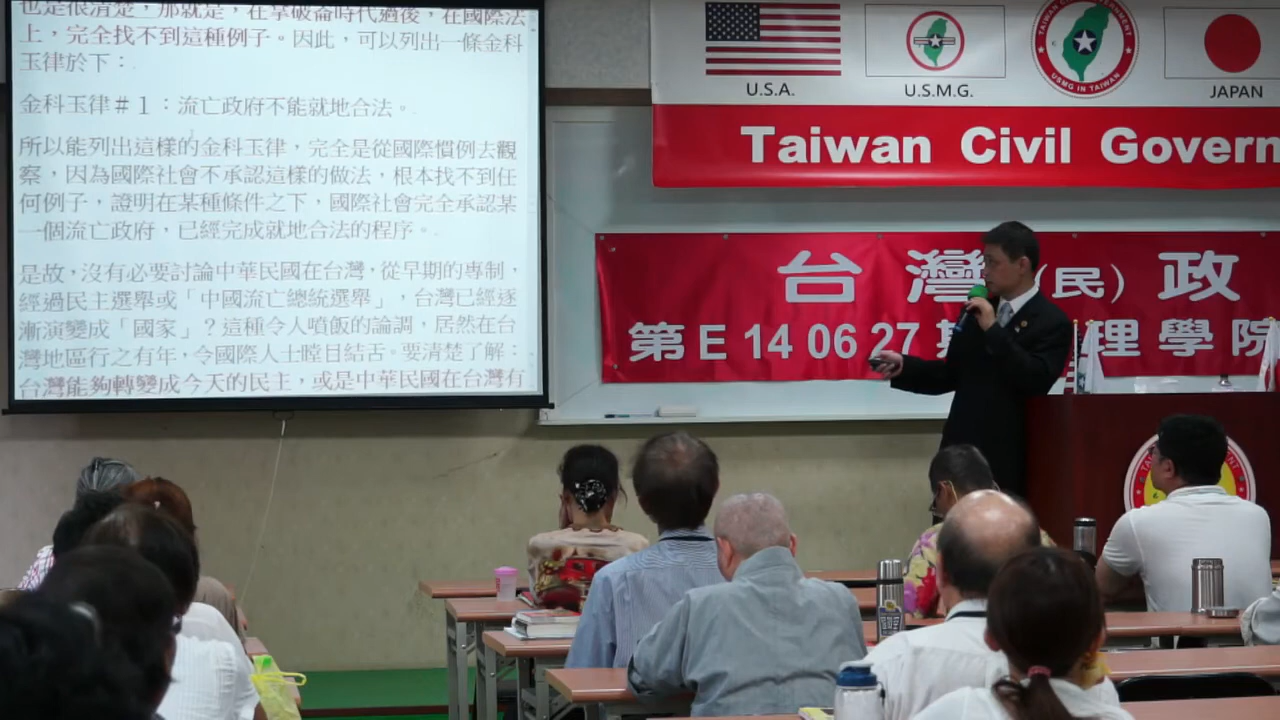 也是很清楚，那就是，在拿破崙時代過後，在國際法
上，完全找不到這種例子。因此，可以列出一條金科
玉律於下：
金科玉律＃1：流亡政府不能就地合法。
所以能列出這樣的金科玉律，完全是從國際慣例去觀
察，因為國際社會不承認這樣的做法，根本找不到任
何例子，證明在某種條件之下，國際社會完全承認某
一個流亡政府，已經完成就地合法的程序。
是故，沒有必要討論中華民國在台灣，從早期的專制，
經過民主選舉或「中國流亡總統選舉」，台灣已經逐
漸演變成「國家」？這種令人噴飯的論調，居然在台
灣地區行之有年，令國際人士瞠目結舌。要清楚了解：
台灣能夠轉變成今天的民主，或是中華民國在台灣有
U.S.A.
U.S.M.G.
TAIWAN CIVIL GOVERNMENT
USMG IN TAIWAN
JAPAN
Taiwan Civil Govern
台灣（民）政
第E 14 06 27 期 理學院